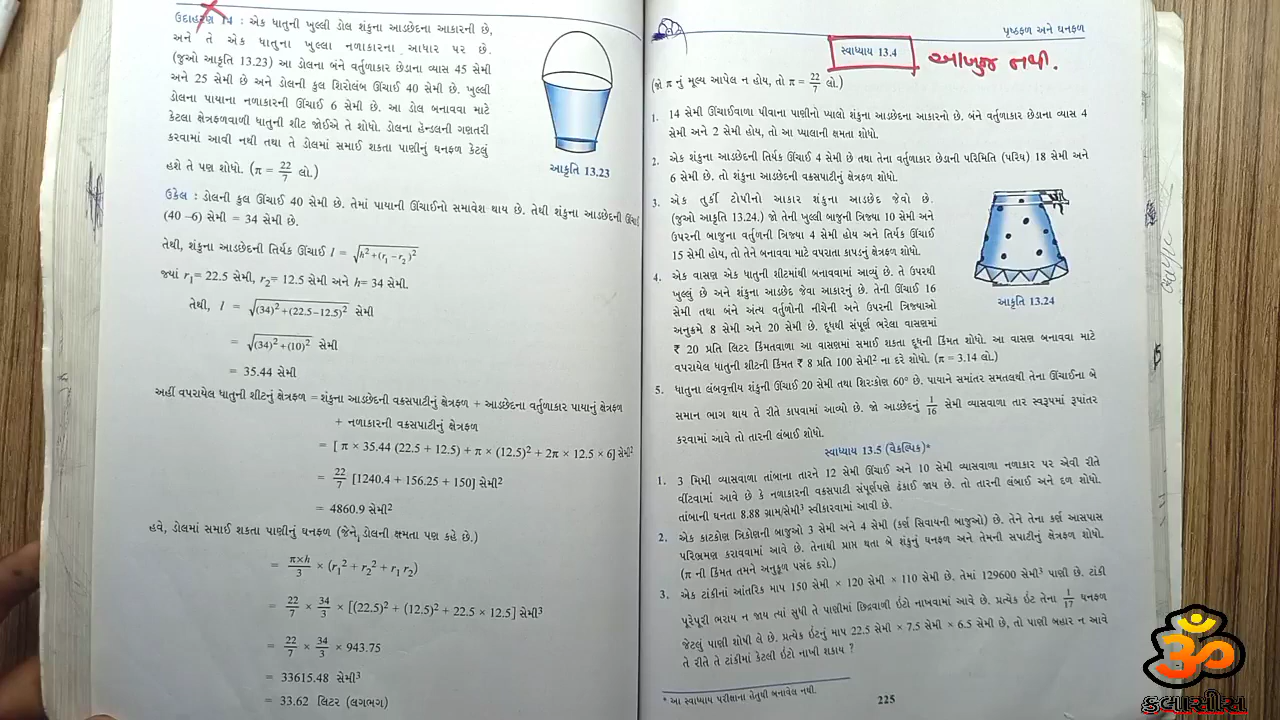 ઉદાહરણ 14 : એક ધાતુની ખુલ્લી ડોલ શંકુના આડછેદના આકારની છે,
અને તે એક ધાતુના ખુલ્લા નળાકારના આધાર પર છે.
(જુઓ આકૃતિ 13.23) આ ડોલના બંને વર્તુળાકાર છેડાના વ્યાસ 45 સેમી
અને 25 સેમી છે અને ડોલની કુલ શિરોલંબ ઊંચાઈ 40 સેમી છે. ખુલ્લી
ડોલના પાયાના નળાકારની ઊંચાઈ 6 સેમી છે. આ ડોલ બનાવવા માટે
કેટલા ક્ષેત્રફળવાળી ધાતુની શીટ જોઈએ તે શોધો. ડોલના હૅન્ડલની ગણતરી
કરવામાં આવી નથી તથા તે ડોલમાં સમાઈ શકતા પાણીનું ઘનફળ કેટલું
હશે તે પણ શોધો. (π = 22/7 લો.)
આકૃતિ 13.23
ઉકેલ : ડોલની કુલ ઊંચાઈ 40 સેમી છે. તેમાં પાયાની ઊંચાઈનો સમાવેશ થાય છે. તેથી શંકુના આડછેદની ઊંચાઈ
(40 –6) સેમી = 34 સેમી છે.
તેથી, શંકુના આડછેદની તિર્યક ઊંચાઈ l = √(h² + (r₁ – r₂)²)
જ્યાં r₁= 22.5 સેમી, r₂= 12.5 સેમી અને h= 34 સેમી.
તેથી, l = √((34)² + (22.5–12.5)²) સેમી
= √((34)² + (10)²) સેમી
= 35.44 સેમી
અહીં વપરાયેલ ધાતુની શીટનું ક્ષેત્રફળ = શંકુના આડછેદની વક્રસપાટીનું ક્ષેત્રફળ + આડછેદના વર્તુળાકાર પાયાનું ક્ષેત્રફળ
+ નળાકારની વક્રસપાટીનું ક્ષેત્રફળ
= [ π × 35.44 (22.5 + 12.5) + π × (12.5)² + 2π × 12.5 × 6] સેમી²
= 22/7 [1240.4 + 156.25 + 150] સેમી²
= 4860.9 સેમી²
હવે, ડોલમાં સમાઈ શકતા પાણીનું ઘનફળ (જેને ડોલની ક્ષમતા પણ કહે છે.)
= π×h/3 × (r₁² + r₂² + r₁ r₂)
= 22/7 × 34/3 × [(22.5)² + (12.5)² + 22.5 × 12.5] સેમી³
= 22/7 × 34/3 × 943.75
= 33615.48 સેમી³
= 33.62 લિટર (લગભગ)
પૃષ્ઠફળ અને ઘનફળ
સ્વાધ્યાય 13.4
આખુજ નથી.
(જો π નું મૂલ્ય આપેલ ન હોય, તો π = 22/7 લો.)
1. 14 સેમી ઊંચાઈવાળા પીવાના પાણીનો પ્યાલો શંકુના આડછેદના આકારનો છે. બંને વર્તુળાકાર છેડાના વ્યાસ 4
સેમી અને 2 સેમી હોય, તો આ પ્યાલાની ક્ષમતા શોધો.
2. એક શંકુના આડછેદની તિર્યક ઊંચાઈ 4 સેમી છે તથા તેના વર્તુળાકાર છેડાની પરિમિતિ (પરિઘ) 18 સેમી અને
6 સેમી છે. તો શંકુના આડછેદની વક્રસપાટીનું ક્ષેત્રફળ શોધો.
3. એક તુર્કી ટોપીનો આકાર શંકુના આડછેદ જેવો છે.
(જુઓ આકૃતિ 13.24.) જો તેની ખુલ્લી બાજુની ત્રિજ્યા 10 સેમી અને
ઉપરની બાજુના વર્તુળની ત્રિજ્યા 4 સેમી હોય અને તિર્યક ઊંચાઈ
15 સેમી હોય, તો તેને બનાવવા માટે વપરાતા કાપડનું ક્ષેત્રફળ શોધો.
4. એક વાસણ એક ધાતુની શીટમાંથી બનાવવામાં આવ્યું છે. તે ઉપરથી
ખુલ્લું છે અને શંકુના આડછેદ જેવા આકારનું છે. તેની ઊંચાઈ 16
સેમી તથા બંને અંત્ય વર્તુળોની નીચેની અને ઉપરની ત્રિજ્યાઓ
અનુક્રમે 8 સેમી અને 20 સેમી છે. દૂધથી સંપૂર્ણ ભરેલા વાસણમાં
₹ 20 પ્રતિ લિટર કિંમતવાળા આ વાસણમાં સમાઈ શકતા દૂધની કિંમત શોધો. આ વાસણ બનાવવા માટે
વપરાયેલ ધાતુની શીટની કિંમત ₹ 8 પ્રતિ 100 સેમી² ના દરે શોધો. (π = 3.14 લો.)
આકૃતિ 13.24
5. ધાતુના લંબવૃત્તીય શંકુની ઊંચાઈ 20 સેમી તથા શિરઃકોણ 60° છે. પાયાને સમાંતર સમતલથી તેના ઊંચાઈના બે
સમાન ભાગ થાય તે રીતે કાપવામાં આવ્યો છે. જો આડછેદનું 1/16 સેમી વ્યાસવાળા તાર સ્વરૂપમાં રૂપાંતર
કરવામાં આવે તો તારની લંબાઈ શોધો.
સ્વાધ્યાય 13.5 (વૈકલ્પિક)*
1. 3 મિમી વ્યાસવાળા તાંબાના તારને 12 સેમી ઊંચાઈ અને 10 સેમી વ્યાસવાળા નળાકાર પર એવી રીતે
વીંટવામાં આવે છે કે નળાકારની વક્રસપાટી સંપૂર્ણપણે ઢંકાઈ જાય છે. તો તારની લંબાઈ અને દળ શોધો.
તાંબાની ઘનતા 8.88 ગ્રામ/સેમી³ સ્વીકારવામાં આવી છે.
2. એક કાટકોણ ત્રિકોણની બાજુઓ 3 સેમી અને 4 સેમી (કર્ણ સિવાયની બાજુઓ) છે. તેને તેના કર્ણ આસપાસ
પરિભ્રમણ કરાવવામાં આવે છે. તેનાથી પ્રાપ્ત થતા બે શંકુનું ઘનફળ અને તેમની સપાટીનું ક્ષેત્રફળ શોધો.
(π ની કિંમત તમને અનુકૂળ પસંદ કરો.)
3. એક ટાંકીનાં આંતરિક માપ 150 સેમી × 120 સેમી × 110 સેમી છે. તેમાં 129600 સેમી³ પાણી છે. ટાંકી
પૂરેપૂરી ભરાય ન જાય ત્યાં સુધી તે પાણીમાં છિદ્રવાળી ઈંટો નાખવામાં આવે છે. પ્રત્યેક ઈંટ તેના 1/17 ઘનફળ
જેટલું પાણી શોષી લે છે. પ્રત્યેક ઈંટનું માપ 22.5 સેમી × 7.5 સેમી × 6.5 સેમી છે, તો પાણી બહાર ન આવે
તે રીતે તે ટાંકીમાં કેટલી ઈંટો નાખી શકાય ?
* આ સ્વાધ્યાય પરીક્ષાના હેતુથી બનાવેલ નથી.
225
ૐ
ક્લાસીસ